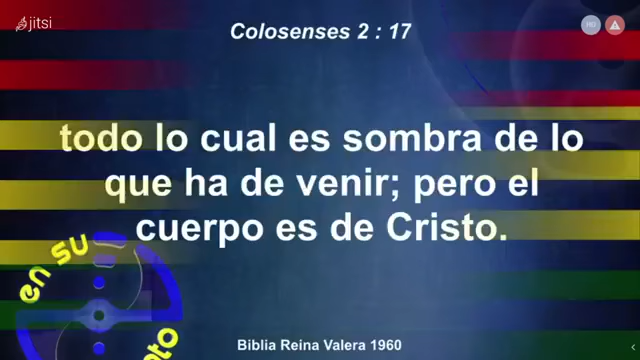 jitsi
HG
Colosenses 2 : 17
todo lo cual es sombra de lo
que ha de venir; pero el
cuerpo es de Cristo.
en su
Biblia Reina Valera 1960